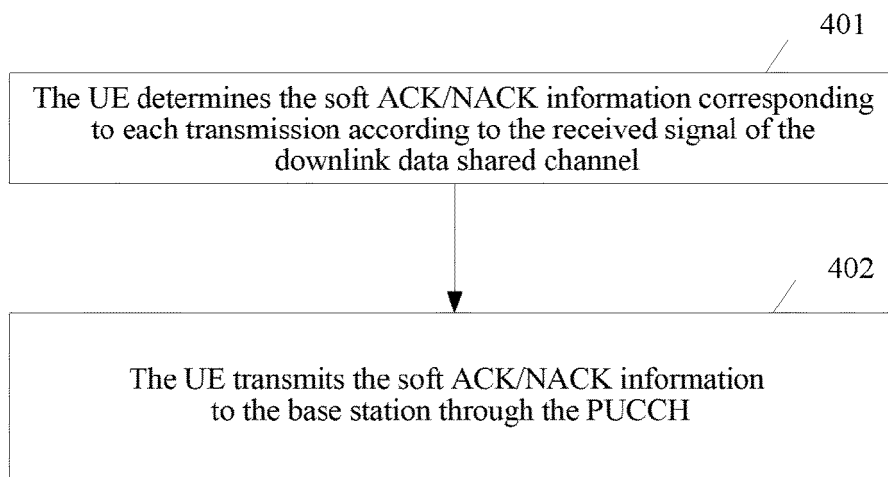 401
The UE determines the soft ACK/NACK information corresponding
to each transmission according to the received signal of the
downlink data shared channel
402
The UE transmits the soft ACK/NACK information
to the base station through the PUCCH